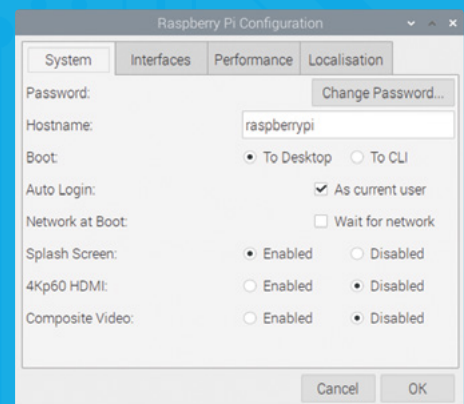 Raspberry Pi Configuration
System Interfaces Performance Localisation
Password: Change Password...
Hostname: raspberrypi
Boot: To Desktop To CLI
Auto Login: As current user
Network at Boot: Wait for network
Splash Screen: Enabled Disabled
4Kp60 HDMI: Enabled Disabled
Composite Video: Enabled Disabled
Cancel OK